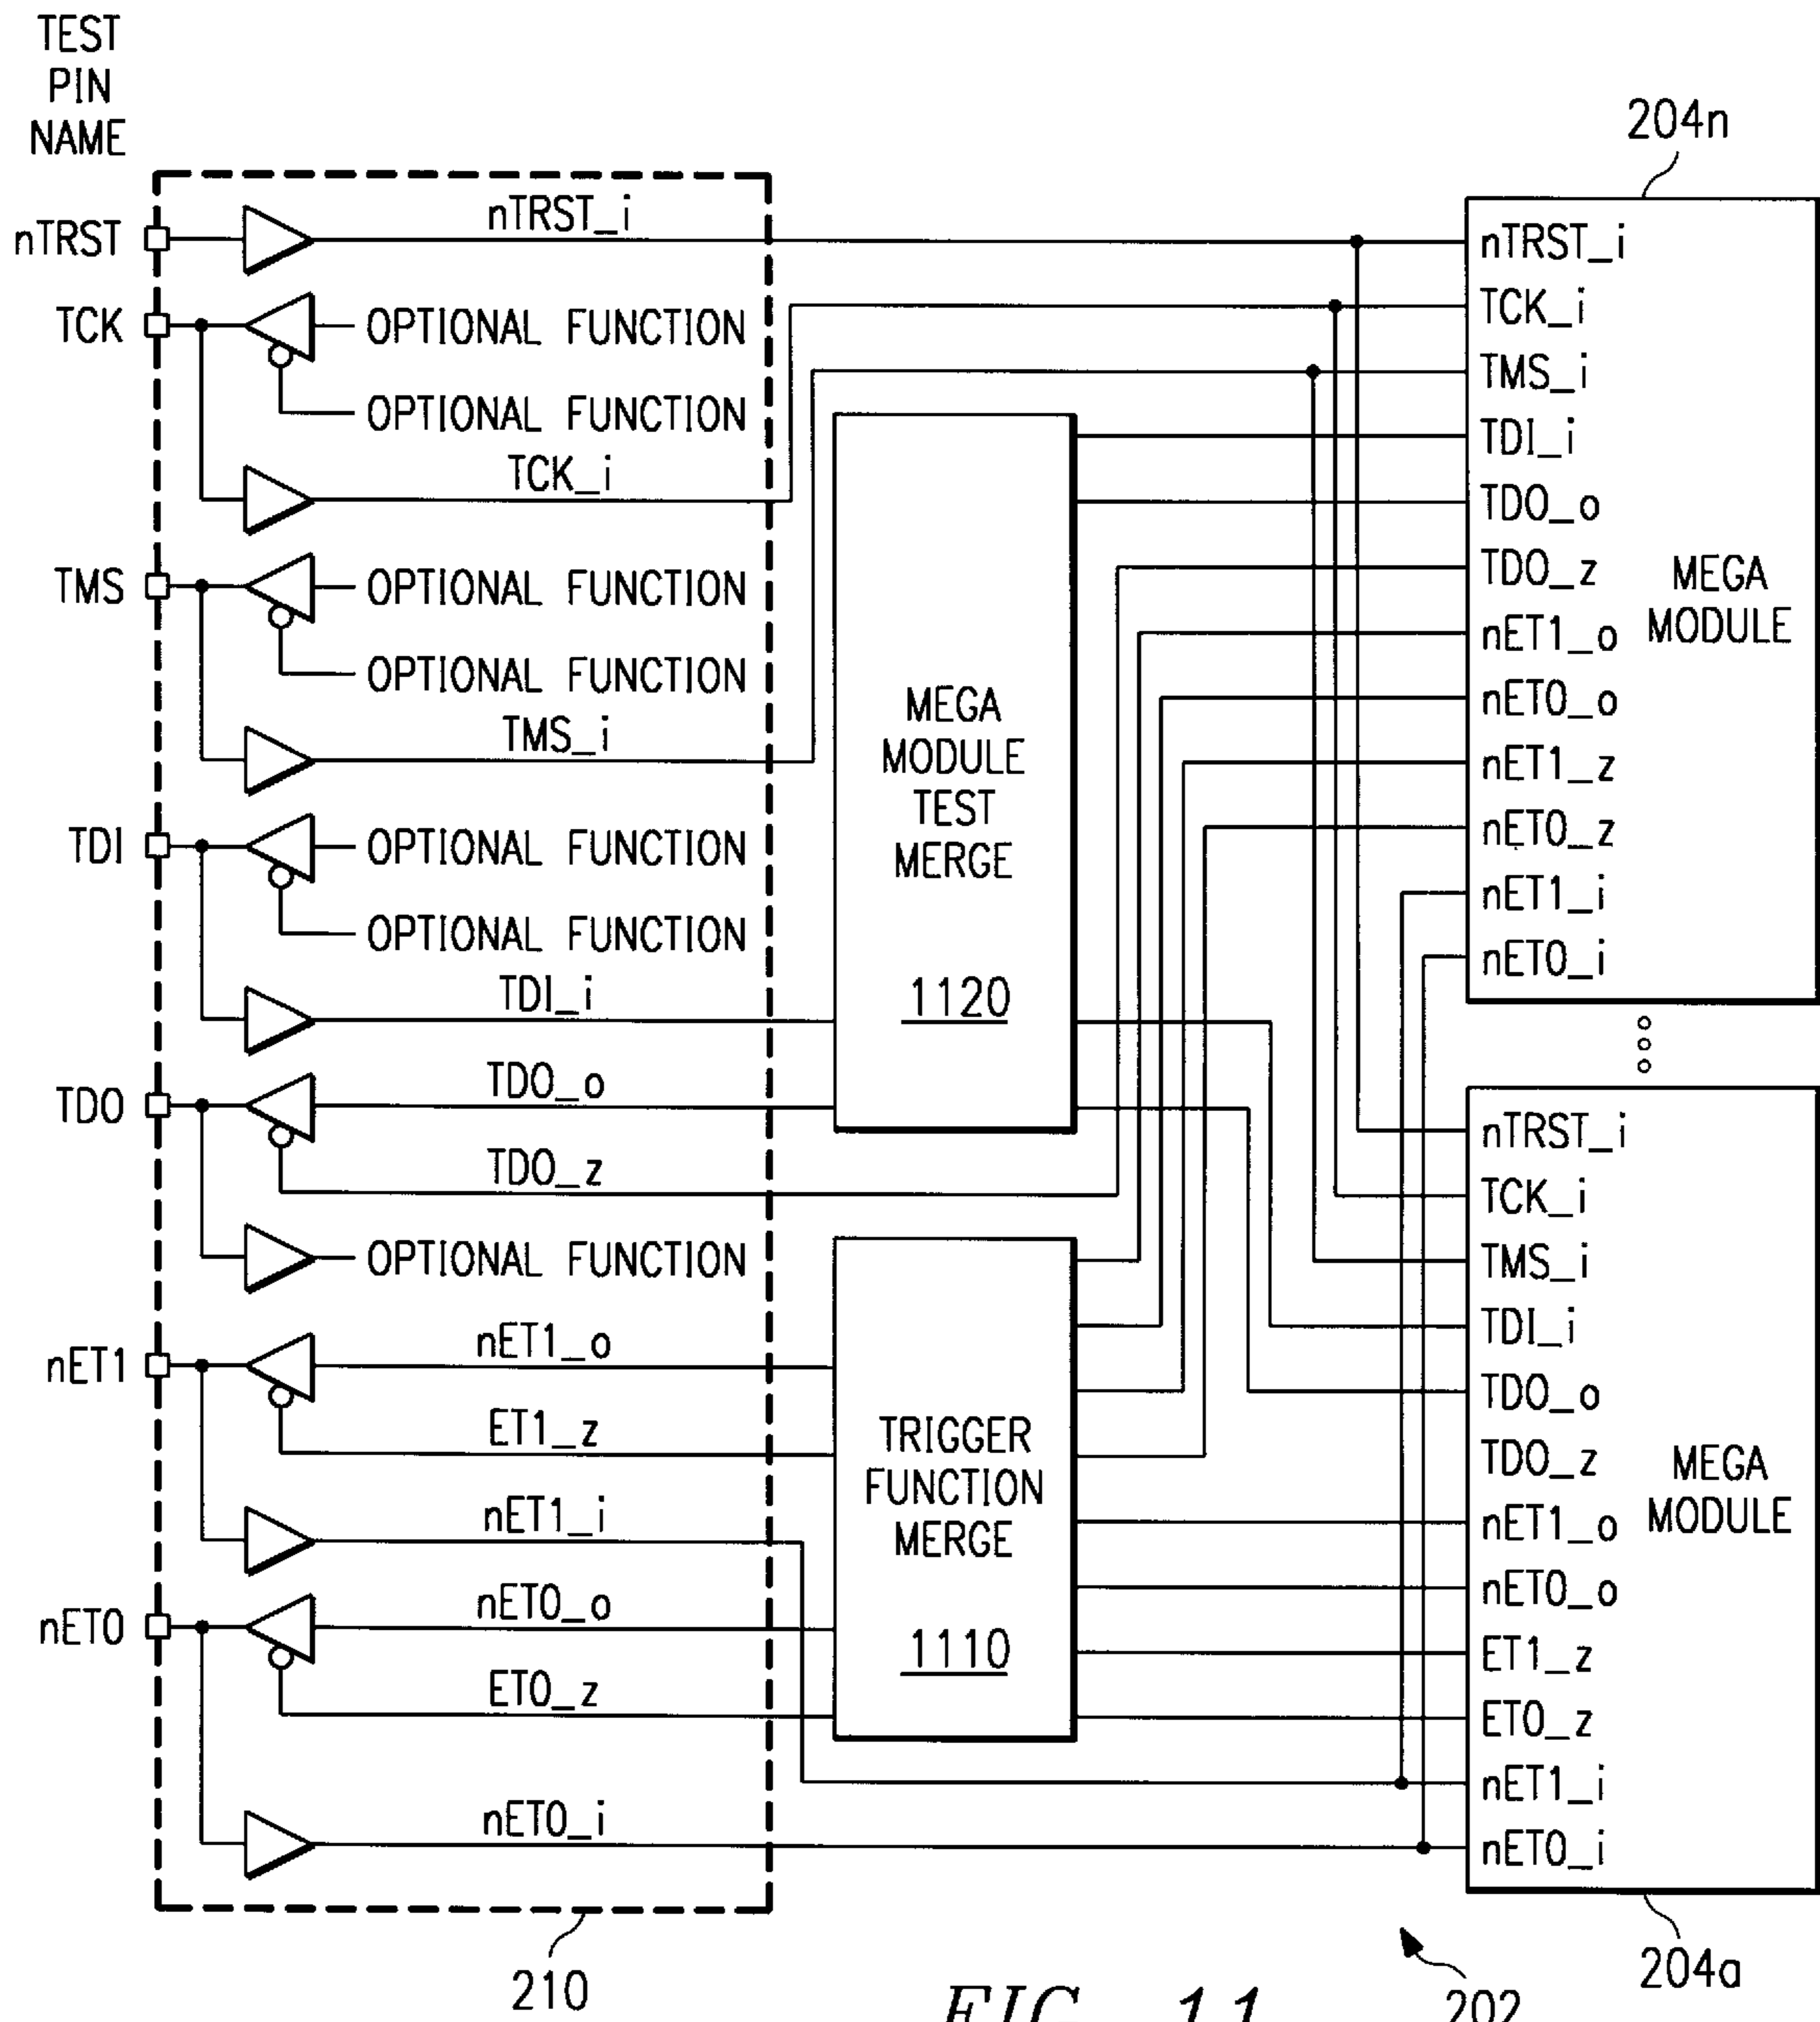 TEST
PIN
NAME
nTRST
nTRST_i
TCK
OPTIONAL FUNCTION
OPTIONAL FUNCTION
TCK_i
TMS
OPTIONAL FUNCTION
OPTIONAL FUNCTION
TMS_i
TDI
OPTIONAL FUNCTION
OPTIONAL FUNCTION
TDI_i
TDO
TDO_o
TDO_z
OPTIONAL FUNCTION
nET1
nET1_o
ET1_z
nET1_i
nET0
nET0_o
ET0_z
nET0_i
210
MEGA
MODULE
TEST
MERGE
1120
TRIGGER
FUNCTION
MERGE
1110
204n
nTRST_i
TCK_i
TMS_i
TDI_i
TDO_o
TDO_z
nET1_o
nET0_o
nET1_z
nET0_z
nET1_i
nET0_i
MEGA
MODULE
nTRST_i
TCK_i
TMS_i
TDI_i
TDO_o
TDO_z
nET1_o
nET0_o
ET1_z
ET0_z
nET1_i
nET0_i
MEGA
MODULE
204a
202
FIG. 11